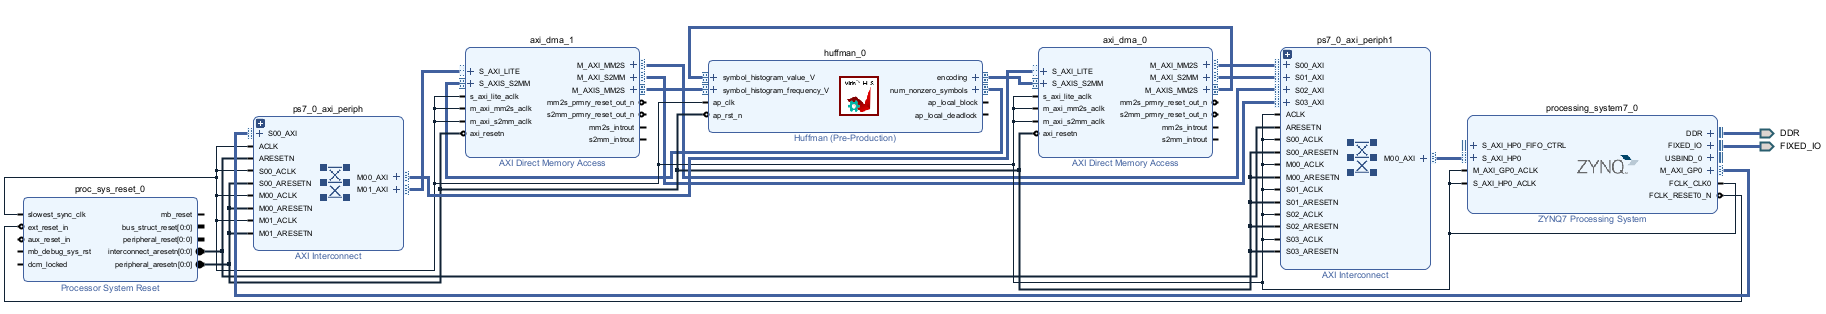 proc_sys_reset_0
slowest_sync_clk
ext_reset_in
aux_reset_in
mb_debug_sys_rst
dcm_locked
mb_reset
bus_struct_reset[0:0]
peripheral_reset[0:0]
interconnect_aresetn[0:0]
peripheral_aresetn[0:0]
Processor System Reset
ps7_0_axi_periph
S00_AXI
ACLK
ARESETN
S00_ACLK
S00_ARESETN
M00_ACLK
M00_ARESETN
M01_ACLK
M01_ARESETN
M00_AXI
M01_AXI
AXI Interconnect
axi_dma_1
S_AXI_LITE
S_AXIS_S2MM
s_axi_lite_aclk
m_axi_mm2s_aclk
m_axi_s2mm_aclk
axi_resetn
M_AXI_MM2S
M_AXI_S2MM
M_AXIS_MM2S
mm2s_prmry_reset_out_n
s2mm_prmry_reset_out_n
mm2s_introut
s2mm_introut
AXI Direct Memory Access
huffman_0
symbol_histogram_value_V
symbol_histogram_frequency_V
ap_clk
ap_rst_n
encoding
num_nonzero_symbols
ap_local_block
ap_local_deadlock
Huffman (Pre-Production)
axi_dma_0
S_AXI_LITE
S_AXIS_S2MM
s_axi_lite_aclk
m_axi_mm2s_aclk
m_axi_s2mm_aclk
axi_resetn
M_AXI_MM2S
M_AXI_S2MM
M_AXIS_MM2S
mm2s_prmry_reset_out_n
s2mm_prmry_reset_out_n
mm2s_introut
s2mm_introut
AXI Direct Memory Access
ps7_0_axi_periph1
S00_AXI
S01_AXI
S02_AXI
S03_AXI
ACLK
ARESETN
S00_ACLK
S00_ARESETN
M00_ACLK
M00_ARESETN
S01_ACLK
S01_ARESETN
S02_ACLK
S02_ARESETN
S03_ACLK
S03_ARESETN
M00_AXI
AXI Interconnect
processing_system7_0
S_AXI_HP0_FIFO_CTRL
S_AXI_HP0
M_AXI_GP0_ACLK
S_AXI_HP0_ACLK
ZYNQ
DDR
FIXED_IO
USBIND_0
M_AXI_GP0
FCLK_CLK0
FCLK_RESET0_N
ZYNQ7 Processing System
DDR
FIXED_IO